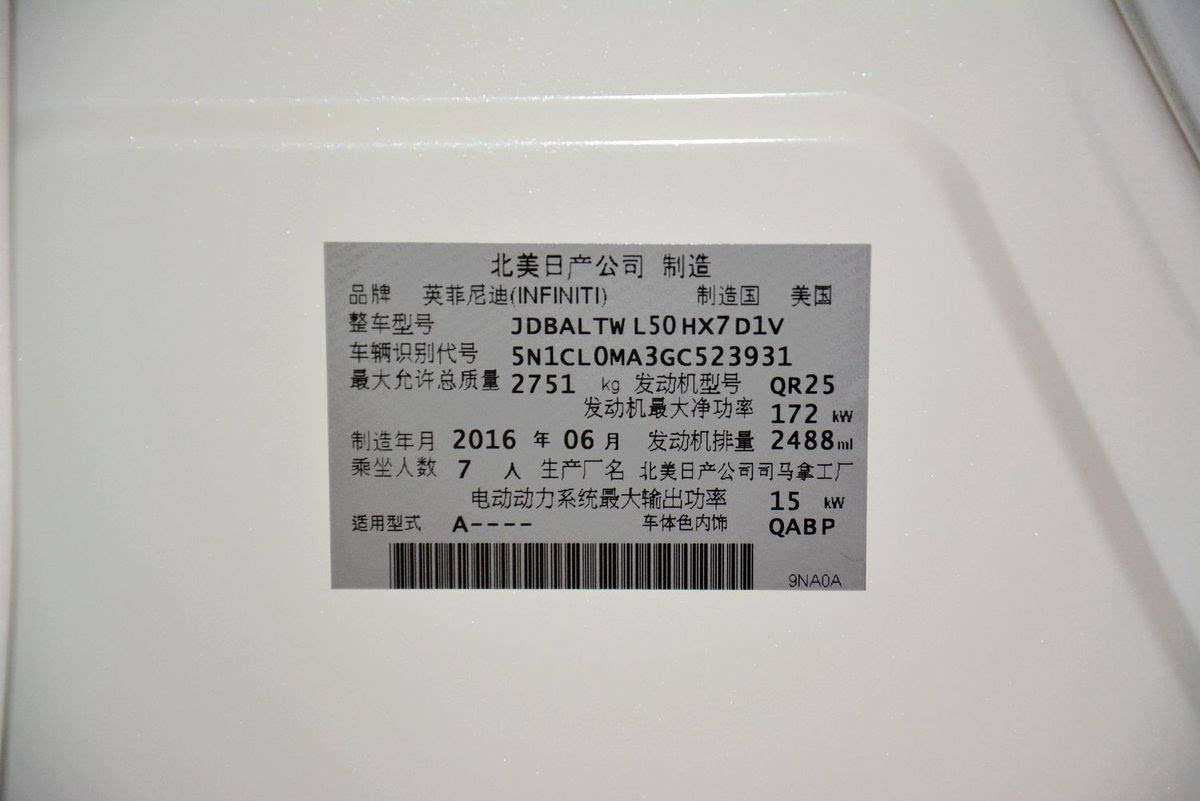 北美日产公司 制造
品牌 英菲尼迪(INFINITI) 制造国 美国
整车型号 JDBALTWL50HX7D1V
车辆识别代号 5N1CL0MA3GC523931
最大允许总质量 2751 kg 发动机型号 QR25
发动机最大净功率 172 kW
制造年月 2016 年 06 月 发动机排量 2488 ml
乘坐人数 7 人 生产厂名 北美日产公司司马拿工厂
电动动力系统最大输出功率 15 kW
适用型式 A---- 车体色内饰 QABP
9NA0A